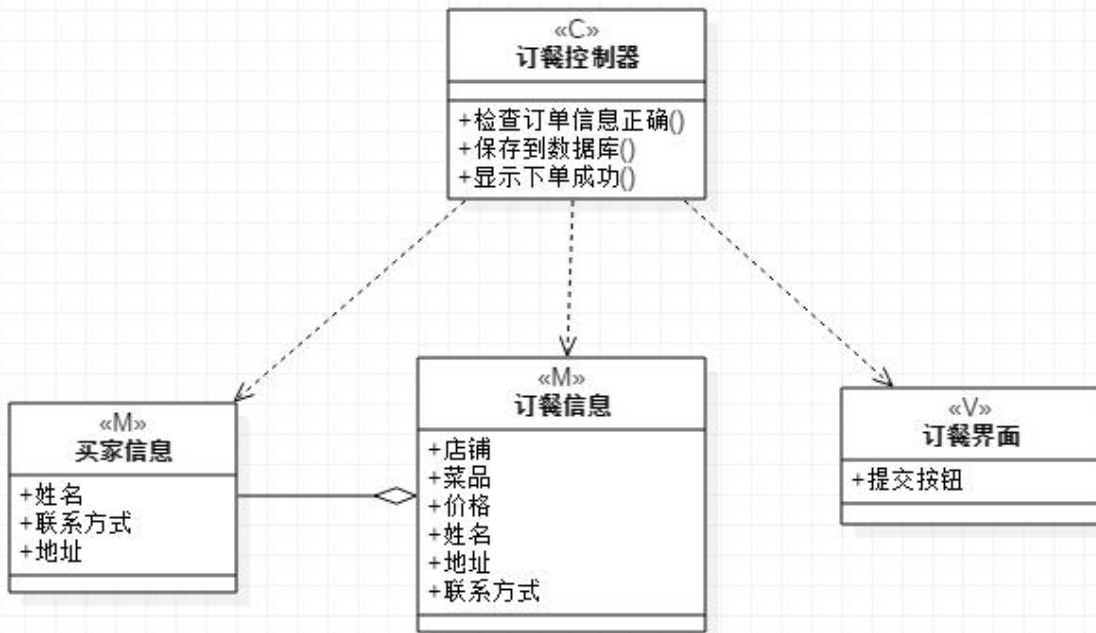 «C»
订餐控制器
+检查订单信息正确()
+保存到数据库()
+显示下单成功()
«M»
买家信息
+姓名
+联系方式
+地址
«M»
订餐信息
+店铺
+菜品
+价格
+姓名
+地址
+联系方式
«V»
订餐界面
+提交按钮